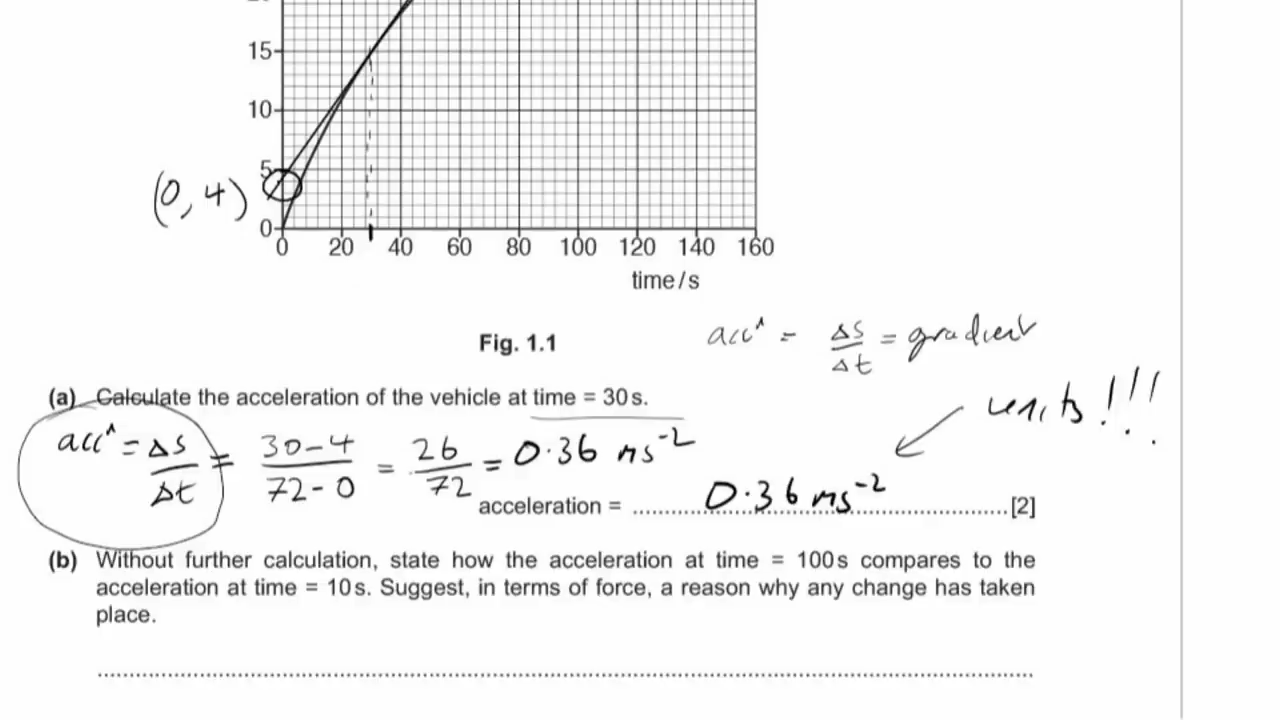 15
10
5
(0, 4)
0
0 20 40 60 80 100 120 140 160
time/s
Fig. 1.1
accⁿ = Δs/Δt = gradient
(a) Calculate the acceleration of the vehicle at time = 30 s.
units!!!
accⁿ = Δs/Δt = 30-4/72-0 = 26/72 = 0.36 ms⁻²
acceleration = 0.36 ms⁻² [2]
(b) Without further calculation, state how the acceleration at time = 100 s compares to the
acceleration at time = 10 s. Suggest, in terms of force, a reason why any change has taken
place.